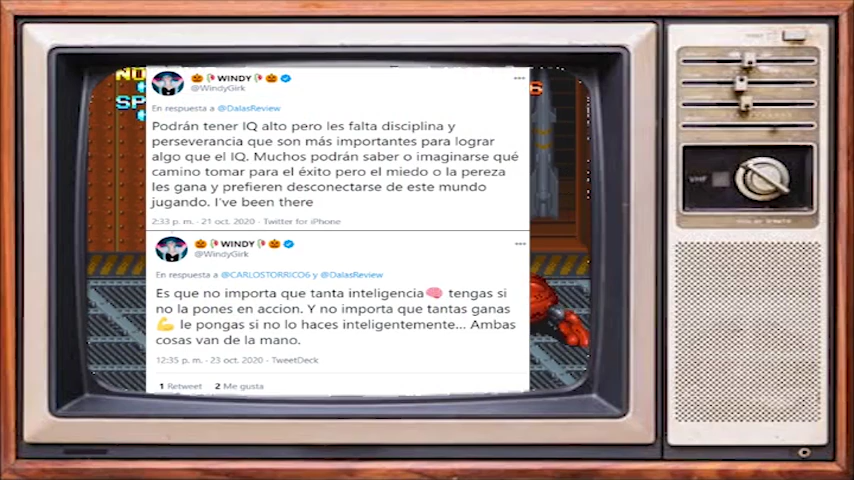 NO
SP
6
🎃🎙WINDY🎙🎃
@WindyGirk
En respuesta a @DalasReview
Podrán tener IQ alto pero les falta disciplina y
perseverancia que son más importantes para lograr
algo que el IQ. Muchos podrán saber o imaginarse qué
camino tomar para el éxito pero el miedo o la pereza
les gana y prefieren desconectarse de este mundo
jugando. I've been there
2:33 p. m. · 21 oct. 2020 · Twitter for iPhone
🎃🎙WINDY🎙🎃
@WindyGirk
En respuesta a @CARLOSTORRICO6 y @DalasReview
Es que no importa que tanta inteligencia🧠 tengas si
no la pones en accion. Y no importa que tantas ganas
💪 le pongas si no lo haces inteligentemente... Ambas
cosas van de la mano.
12:35 p. m. · 23 oct. 2020 · TweetDeck
1 Retweet 2 Me gusta
VHF